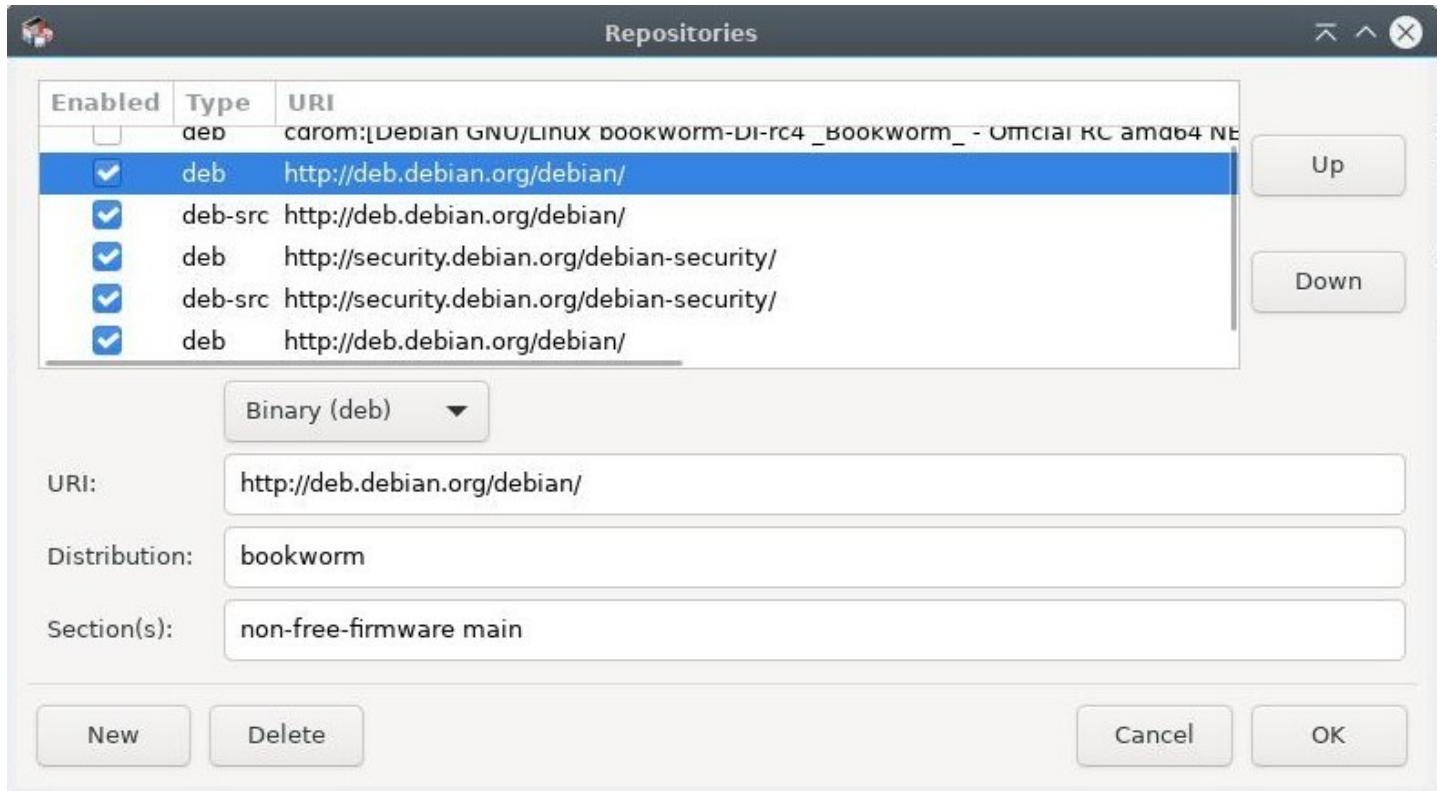 Repositories
Enabled Type URI
deb cdrom:[Debian GNU/Linux bookworm-DI-rc4 _Bookworm_ - Official RC amd64 NE
deb http://deb.debian.org/debian/
deb-src http://deb.debian.org/debian/
deb http://security.debian.org/debian-security/
deb-src http://security.debian.org/debian-security/
deb http://deb.debian.org/debian/
Up
Down
Binary (deb)
URI: http://deb.debian.org/debian/
Distribution: bookworm
Section(s): non-free-firmware main
New Delete Cancel OK